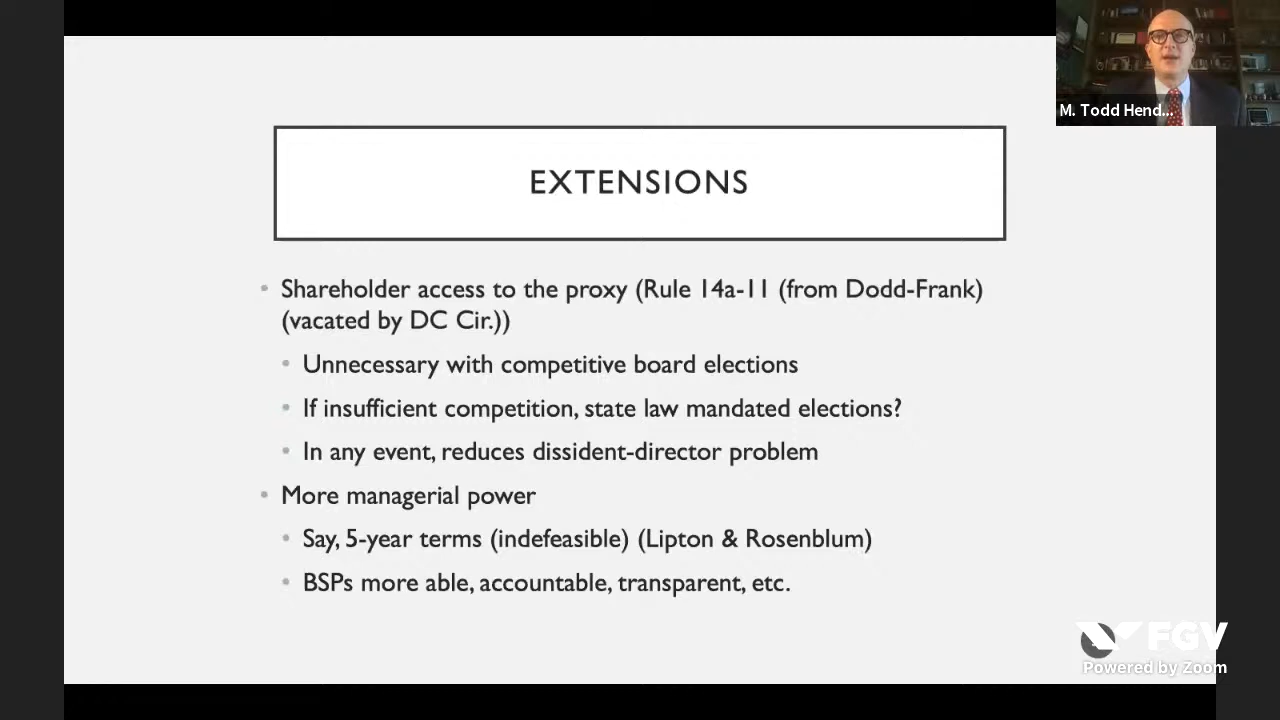 M. Todd Hend...
EXTENSIONS
Shareholder access to the proxy (Rule 14a-11 (from Dodd-Frank)
(vacated by DC Cir.))
Unnecessary with competitive board elections
If insufficient competition, state law mandated elections?
In any event, reduces dissident-director problem
More managerial power
Say, 5-year terms (indefeasible) (Lipton & Rosenblum)
BSPs more able, accountable, transparent, etc.
FGV
Powered by Zoom